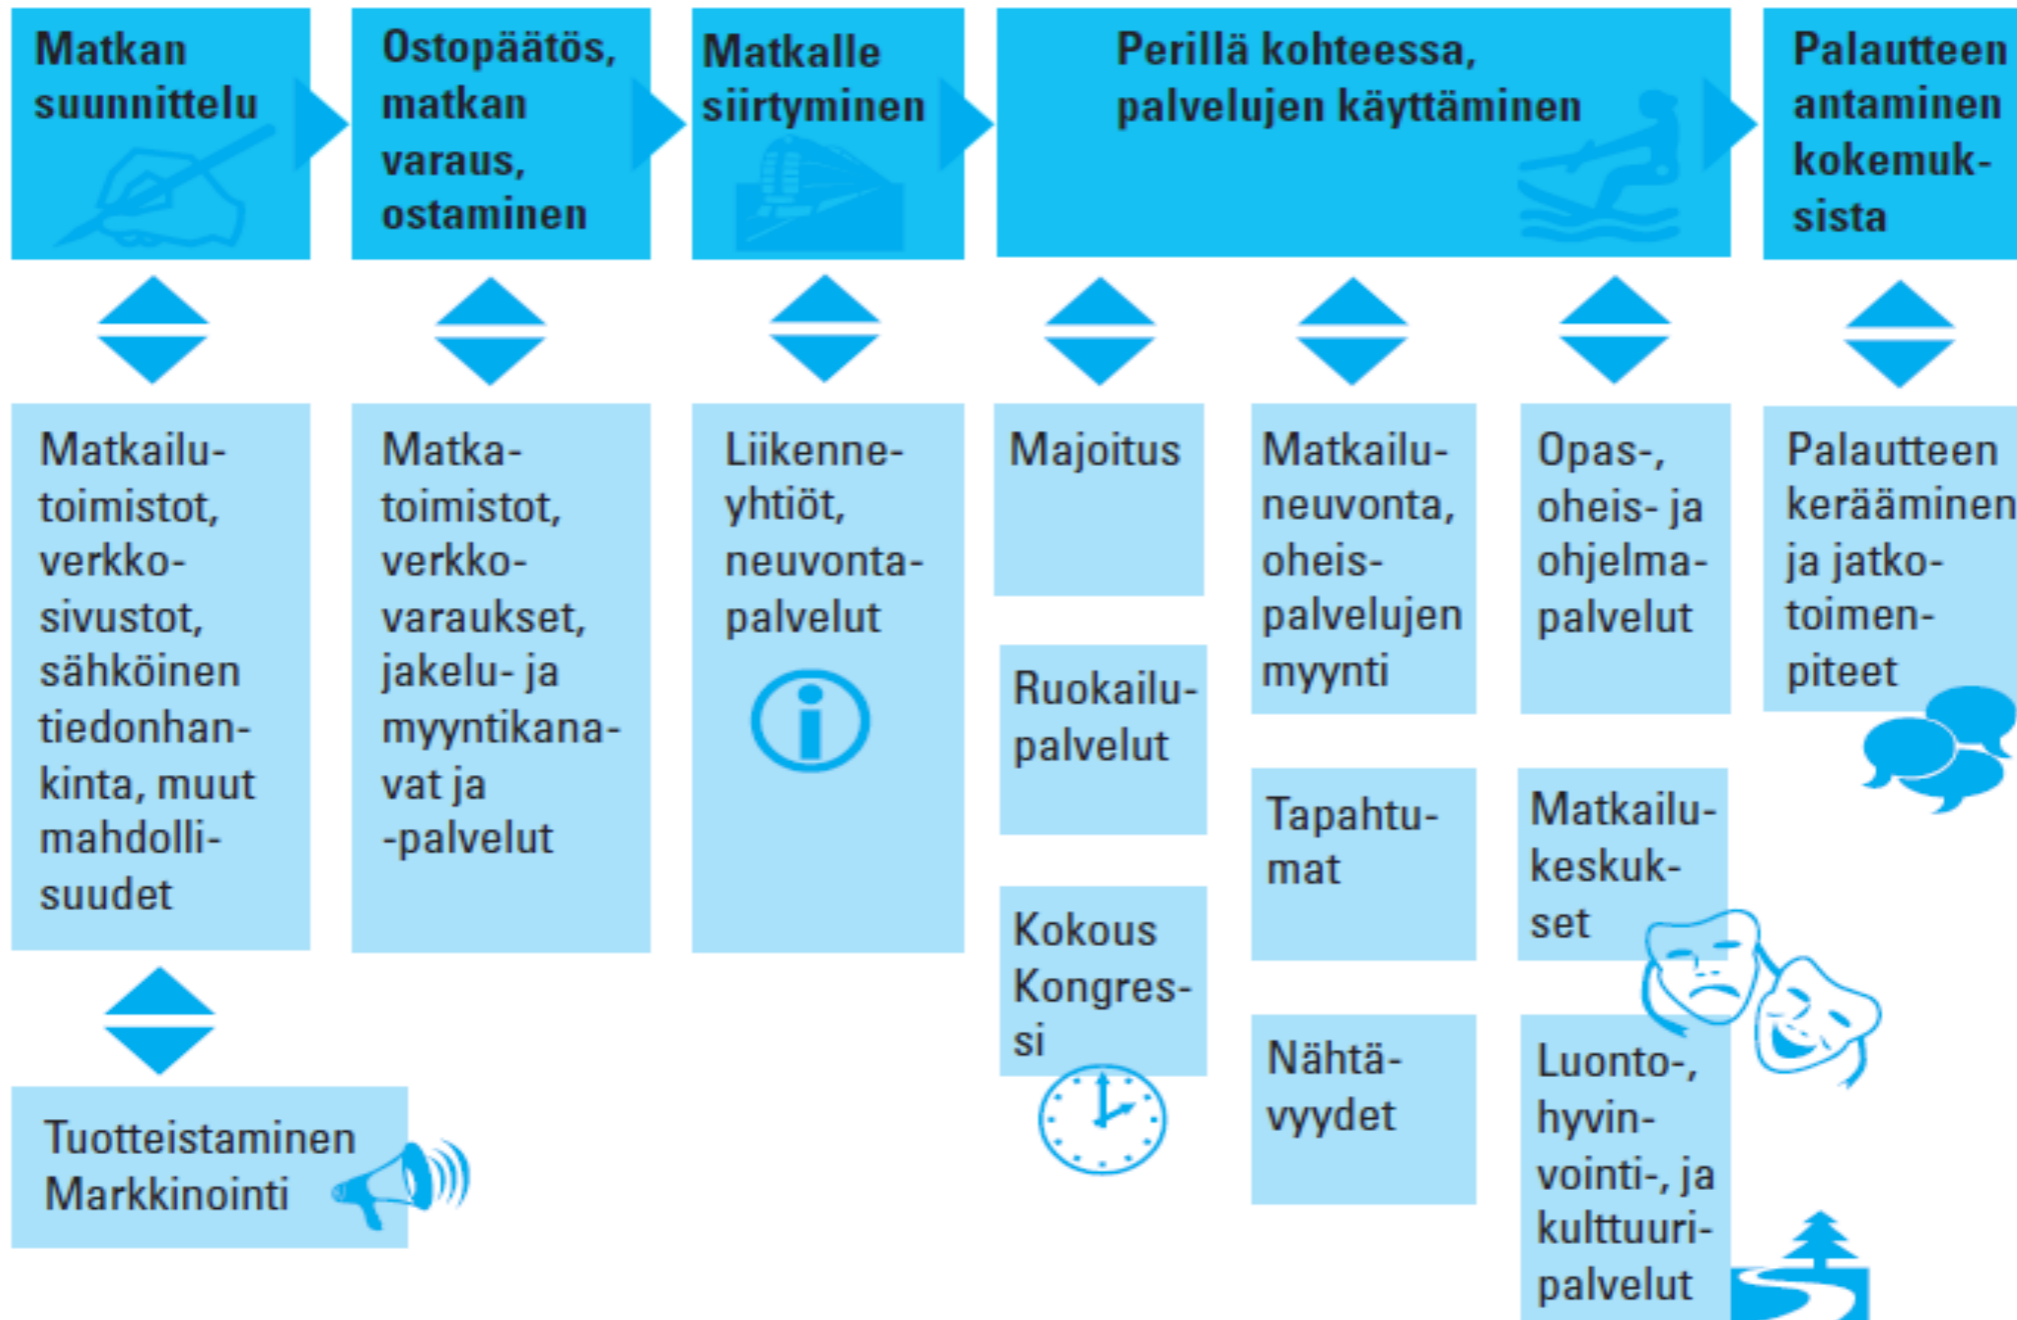 Matkan
suunnittelu
Ostopäätös,
matkan
varaus,
ostaminen
Matkalle
siirtyminen
Perillä kohteessa,
palvelujen käyttäminen
Palautteen
antaminen
kokemuk-
sista
Matkailu-
toimistot,
verkko-
sivustot,
sähköinen
tiedonhan-
kinta, muut
mahdolli-
suudet
Tuotteistaminen
Markkinointi
Matka-
toimistot,
verkko-
varaukset,
jakelu- ja
myyntikana-
vat ja
-palvelut
Liikenne-
yhtiöt,
neuvonta-
palvelut
Majoitus
Ruokailu-
palvelut
Kokous
Kongres-
si
Matkailu-
neuvonta,
oheis-
palvelujen
myynti
Tapahtu-
mat
Nähtä-
vyydet
Opas-,
oheis- ja
ohjelma-
palvelut
Matkailu-
keskuk-
set
Luonto-,
hyvin-
vointi-, ja
kulttuuri-
palvelut
Palautteen
kerääminen
ja jatko-
toimen-
piteet